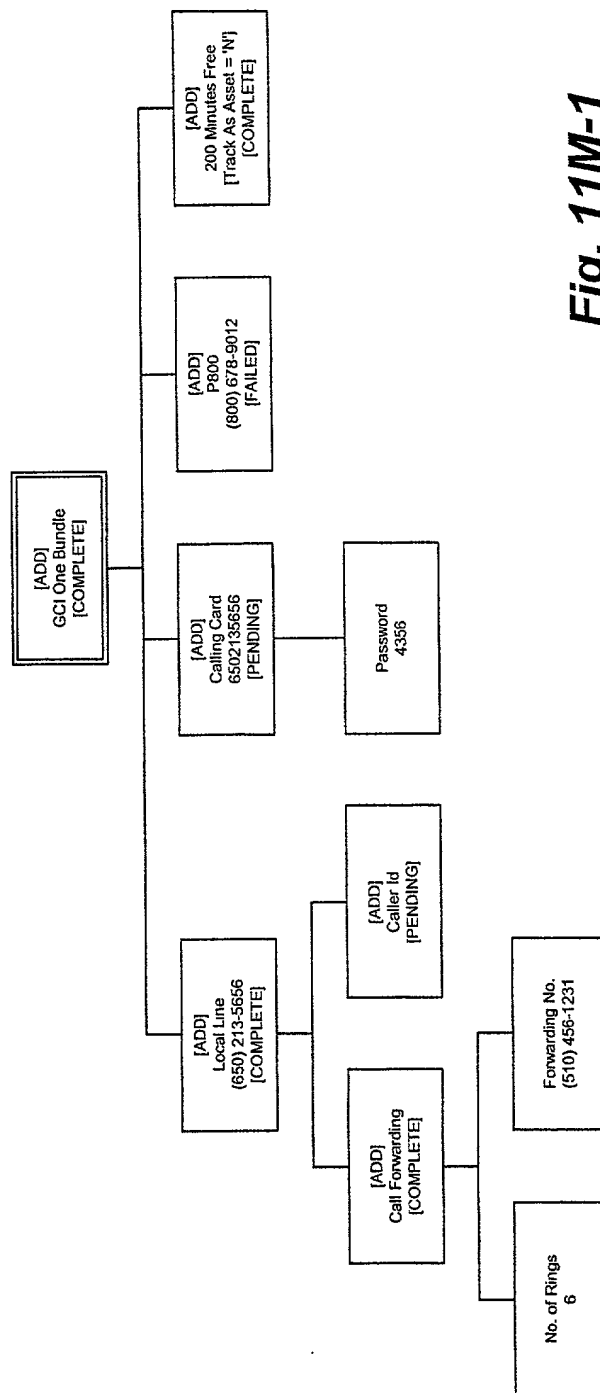 [ADD]
GCI One Bundle
[COMPLETE]
[ADD]
Local Line
(650) 213-5656
[COMPLETE]
[ADD]
Calling Card
6502135656
[PENDING]
[ADD]
P800
(800) 678-9012
[FAILED]
[ADD]
200 Minutes Free
[Track As Asset = 'N']
[COMPLETE]
[ADD]
Call Forwarding
[COMPLETE]
[ADD]
Caller Id
[PENDING]
Password
4356
No. of Rings
6
Forwarding No.
(510) 456-1231
Fig. 11M-1